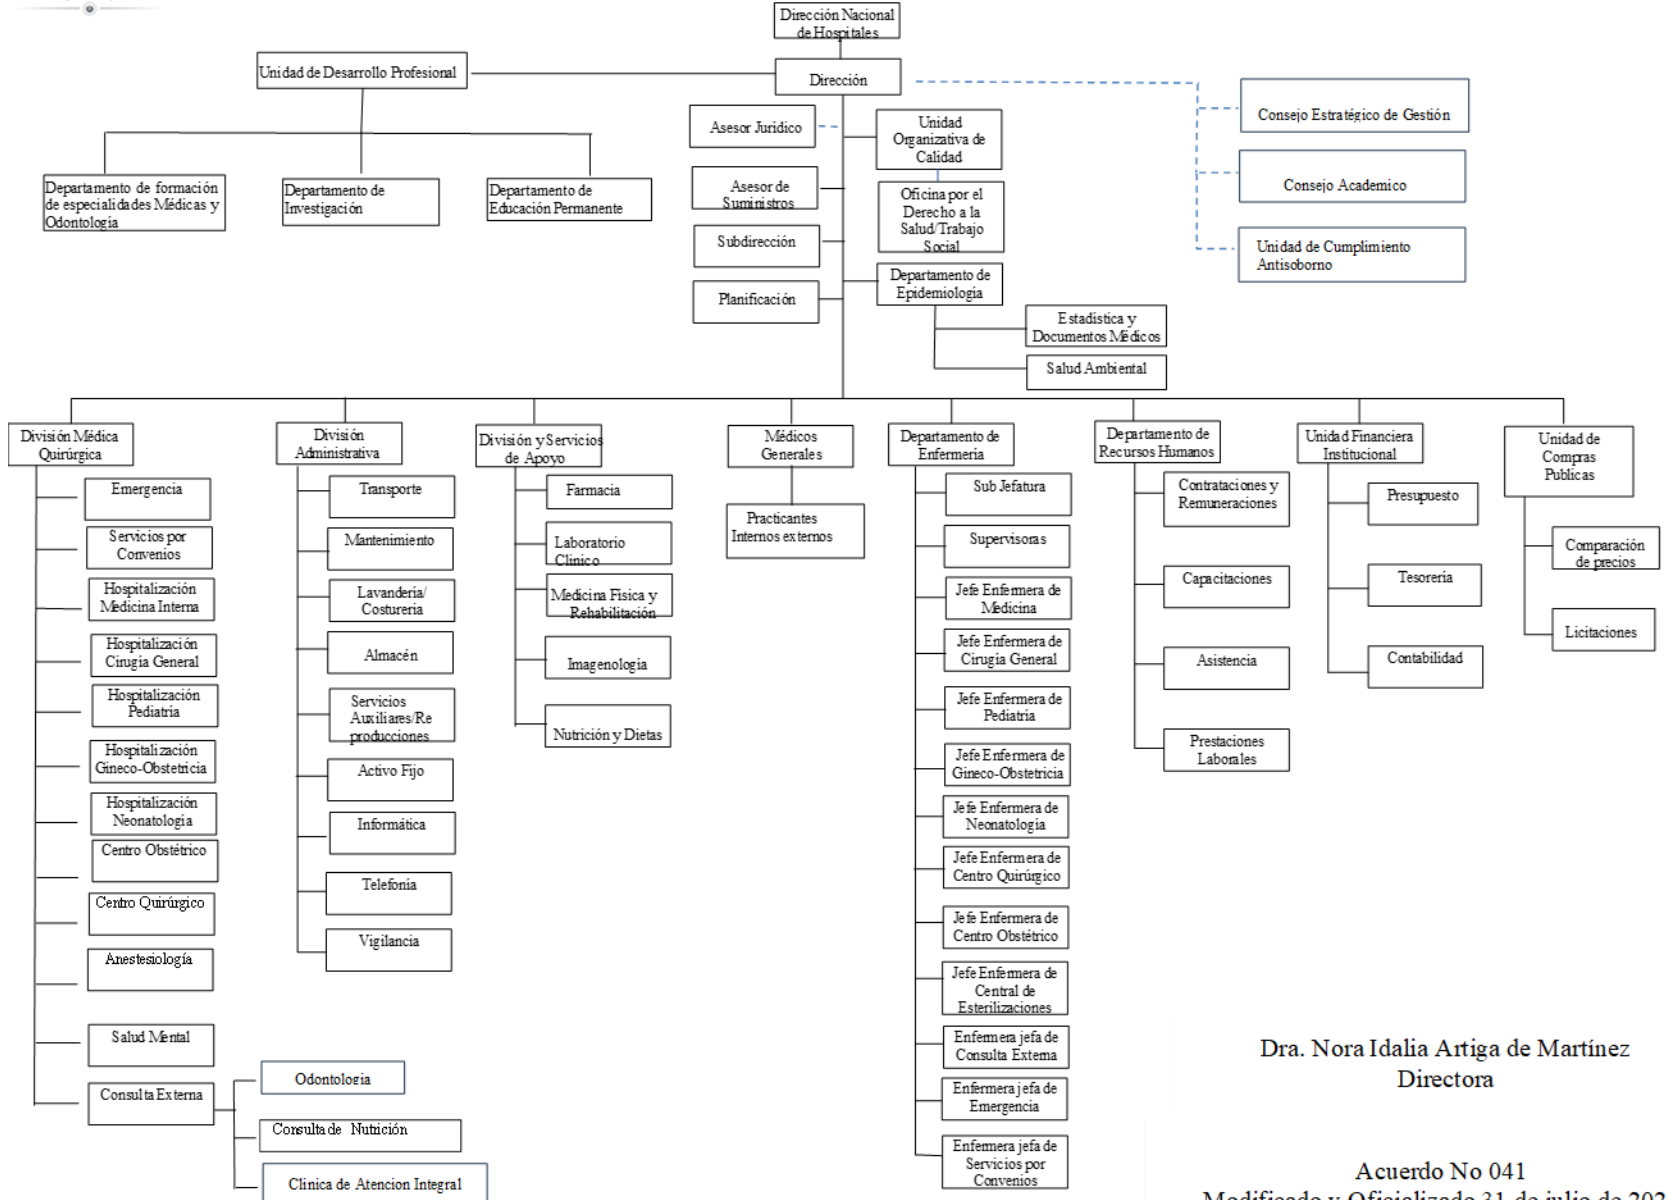 Dirección Nacional
de Hospitales
Unidad de Desarrollo Profesional
Dirección
Asesor Jurídico
Unidad
Organizativa de
Calidad
Consejo Estratégico de Gestión
Consejo Academico
Unidad de Cumplimiento
Antisoborno
Departamento de formación
de especialidades Médicas y
Odontología
Departamento de
Investigación
Departamento de
Educación Permanente
Asesor de
Suministros
Oficina por el
Derecho a la
Salud/Trabajo
Social
Subdirección
Planificación
Departamento de
Epidemiología
Estadistica y
Documentos Médicos
Salud Ambiental
División Médica
Quirúrgica
Emergencia
Servicios por
Convenios
Hospitalización
Medicina Interna
Hospitalización
Cirugía General
Hospitalización
Pediatría
Hospitalización
Gineco-Obstetricia
Hospitalización
Neonatología
Centro Obstétrico
Centro Quirúrgico
Anestesiología
Salud Mental
Consulta Externa
Odontologia
Consulta de Nutrición
Clinica de Atencion Integral
División
Administrativa
Transporte
Mantenimiento
Lavandería/
Costureria
Almacén
Servicios
Auxiliares/Re
producciones
Activo Fijo
Informática
Telefonía
Vigilancia
División y Servicios
de Apoyo
Farmacia
Laboratorio
Clinico
Medicina Fisica y
Rehabilitación
Imagenología
Nutrición y Dietas
Médicos
Generales
Practicantes
Internos externos
Departamento de
Enfermería
Sub Jefatura
Supervisoras
Jefe Enfermera de
Medicina
Jefe Enfermera de
Cirugía General
Jefe Enfermera de
Pediatría
Jefe Enfermera de
Gineco-Obstetricia
Jefe Enfermera de
Neonatología
Jefe Enfermera de
Centro Quirúrgico
Jefe Enfermera de
Centro Obstétrico
Jefe Enfermera de
Central de
Esterilizaciones
Enfermera jefa de
Consulta Externa
Enfermera jefa de
Emergencia
Enfermera jefa de
Servicios por
Convenios
Departamento de
Recursos Humanos
Contrataciones y
Remuneraciones
Capacitaciones
Asistencia
Prestaciones
Laborales
Unidad Financiera
Institucional
Presupuesto
Tesorería
Contabilidad
Unidad de
Compras
Publicas
Comparación
de precios
Licitaciones
Dra. Nora Idalia Artiga de Martínez
Directora
Acuerdo No 041
Modificado y Oficializado 31 de julio de